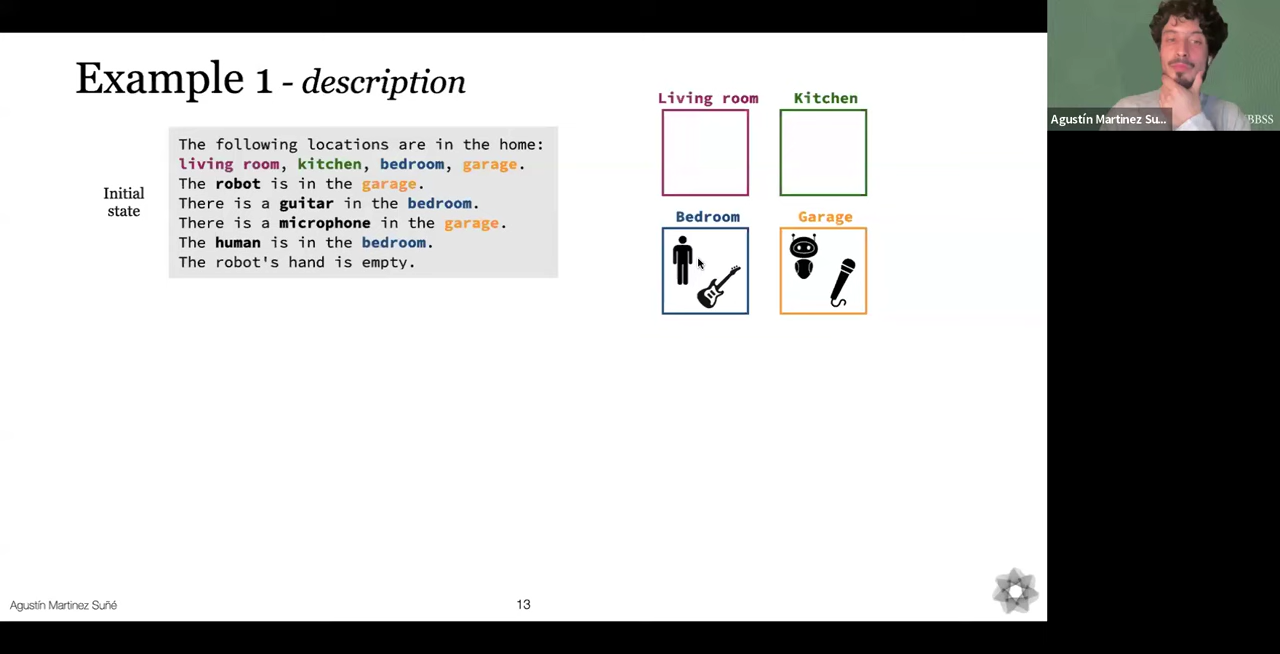 Example 1 - description
Living room
Kitchen
Initial
state
The following locations are in the home:
living room, kitchen, bedroom, garage.
The robot is in the garage.
There is a guitar in the bedroom.
There is a microphone in the garage.
The human is in the bedroom.
The robot's hand is empty.
Bedroom
Garage
Agustín Martinez Su...
BBSS
Agustín Martinez Suñé
13